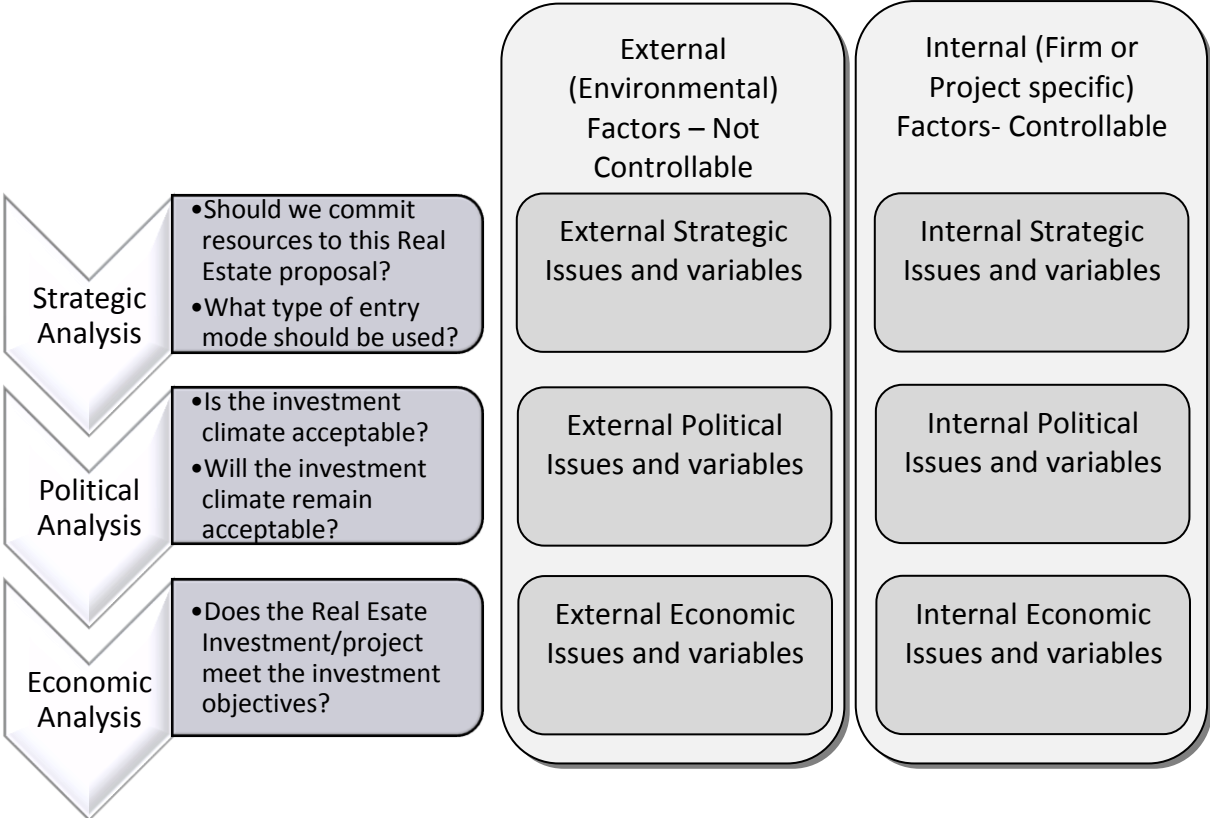 External
(Environmental)
Factors – Not
Controllable
Internal (Firm or
Project specific)
Factors- Controllable
Strategic
Analysis
•Should we commit
resources to this Real
Estate proposal?
•What type of entry
mode should be used?
External Strategic
Issues and variables
Internal Strategic
Issues and variables
Political
Analysis
•Is the investment
climate acceptable?
•Will the investment
climate remain
acceptable?
External Political
Issues and variables
Internal Political
Issues and variables
Economic
Analysis
•Does the Real Esate
Investment/project
meet the investment
objectives?
External Economic
Issues and variables
Internal Economic
Issues and variables